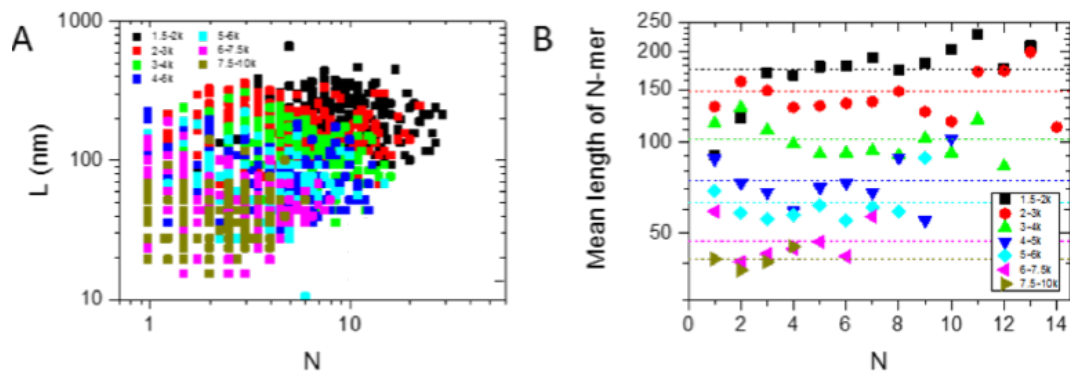 A
1000
100
10
L (nm)
1
10
N
1.5-2k
2-3k
3-4k
4-6k
5-6k
6-7.5k
7.5-10k
B
250
200
150
100
50
Mean length of N-mer
0 2 4 6 8 10 12 14
N
1.5-2k
2-3k
3-4k
4-5k
5-6k
6-7.5k
7.5-10k